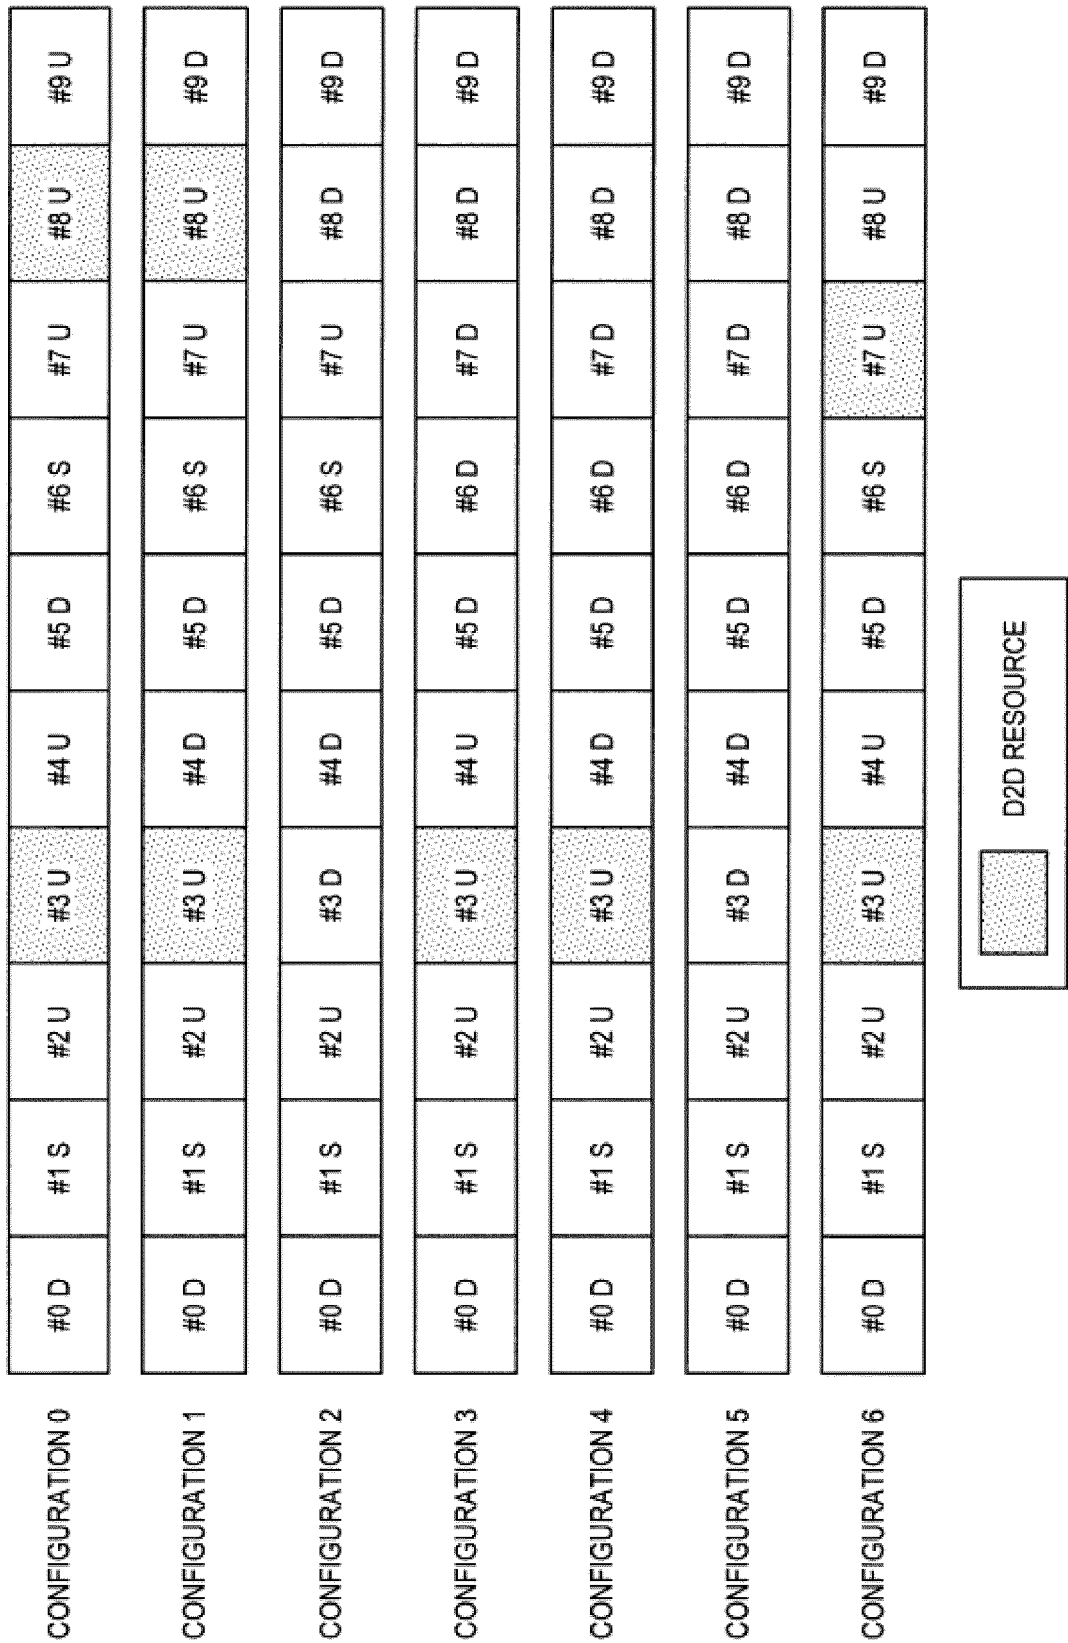 CONFIGURATION 0 #0 D #1 S #2 U #3 U #4 U #5 D #6 S #7 U #8 U #9 U
CONFIGURATION 1 #0 D #1 S #2 U #3 U #4 D #5 D #6 S #7 U #8 U #9 D
CONFIGURATION 2 #0 D #1 S #2 U #3 D #4 D #5 D #6 S #7 U #8 D #9 D
CONFIGURATION 3 #0 D #1 S #2 U #3 U #4 U #5 D #6 D #7 D #8 D #9 D
CONFIGURATION 4 #0 D #1 S #2 U #3 U #4 D #5 D #6 D #7 D #8 D #9 D
CONFIGURATION 5 #0 D #1 S #2 U #3 D #4 D #5 D #6 D #7 D #8 D #9 D
CONFIGURATION 6 #0 D #1 S #2 U #3 U #4 U #5 D #6 S #7 U #8 U #9 D
D2D RESOURCE